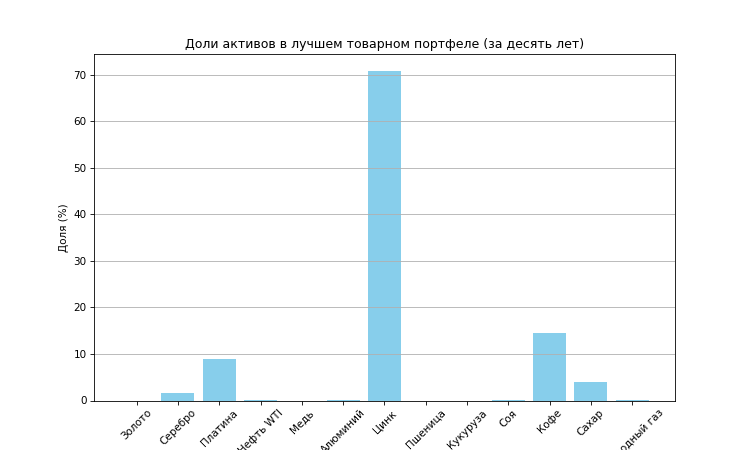 Доли активов в лучшем товарном портфеле (за десять лет)
Доля (%)
70
60
50
40
30
20
10
0
Золото
Серебро
Платина
Нефть WTI
Медь
Алюминий
Цинк
Пшеница
Кукуруза
Соя
Кофе
Сахар
газ